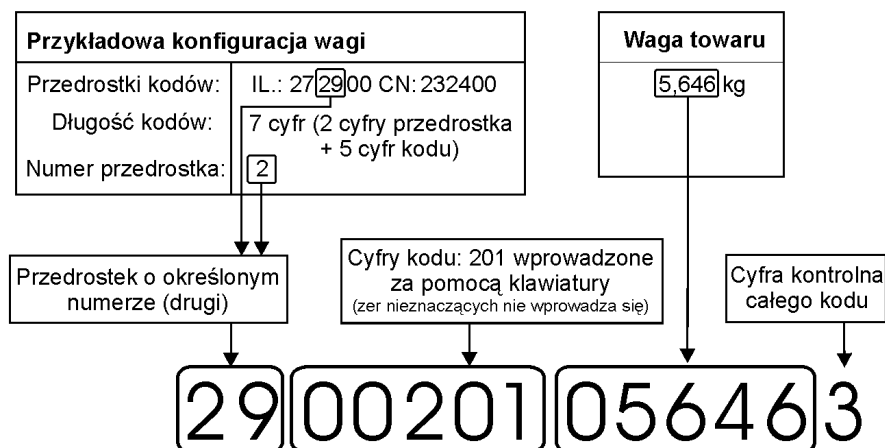 Przykładowa konfiguracja wagi
Przedrostki kodów: IL.: 272900 CN: 232400
Długość kodów: 7 cyfr (2 cyfry przedrostka
+ 5 cyfr kodu)
Numer przedrostka: 2
Waga towaru
5,646 kg
Przedrostek o określonym
numerze (drugi)
Cyfry kodu: 201 wprowadzone
za pomocą klawiatury
(zer nieznaczących nie wprowadza się)
Cyfra kontrolna
całego kodu
29 00201 05646 3